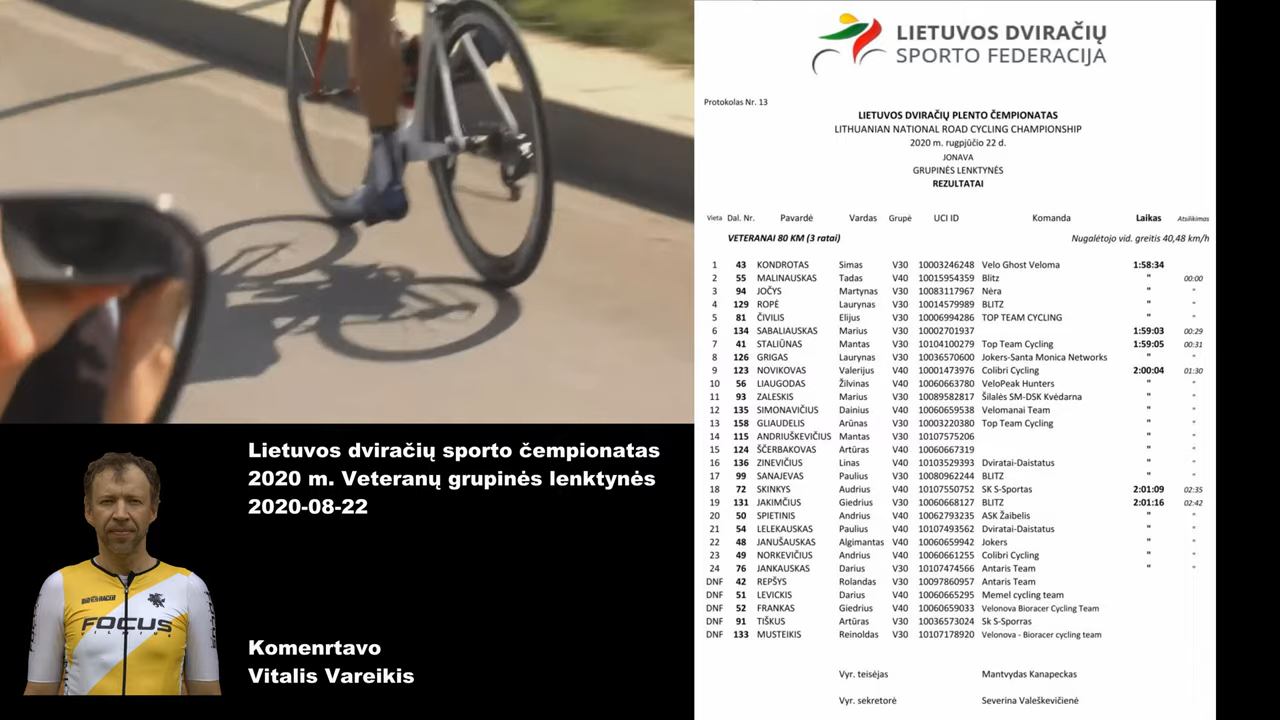 LIETUVOS DVIRAČIŲ
SPORTO FEDERACIJA
Protokolas Nr. 13
LIETUVOS DVIRAČIŲ PLENTO ČEMPIONATAS
LITHUANIAN NATIONAL ROAD CYCLING CHAMPIONSHIP
2020 m. rugpjūčio 22 d.
JONAVA
GRUPINĖS LENKTYNĖS
REZULTATAI
Vieta Dal. Nr. Pavardė Vardas Grupė UCI ID Komanda Laikas Atsilikimas
VETERANAI 80 KM (3 ratai) Nugalėtojo vid. greitis 40,48 km/h
1 43 KONDROTAS Simas V30 10003246248 Velo Ghost Veloma 1:58:34
2 55 MALINAUSKAS Tadas V40 10015954359 Blitz " 00:00
3 94 JOČYS Martynas V30 10083117967 Nėra " "
4 129 ROPĖ Laurynas V30 10014579989 BLITZ " "
5 81 ČIVILIS Elijus V30 10006994286 TOP TEAM CYCLING " "
6 134 SABALIAUSKAS Marius V30 10002701937 1:59:03 00:29
7 41 STALIŪNAS Mantas V30 10104100279 Top Team Cycling 1:59:05 00:31
8 126 GRIGAS Laurynas V30 10036570600 Jokers-Santa Monica Networks " "
9 123 NOVIKOVAS Valerijus V40 10001473976 Colibri Cycling 2:00:04 01:30
10 56 LIAUGODAS Žilvinas V40 10060663780 VeloPeak Hunters " "
11 93 ZALESKIS Marius V30 10089582817 Šilalės SM-DSK Kvėdarna " "
12 135 SIMONAVIČIUS Dainius V40 10060659538 Velomanai Team " "
13 158 GLIAUDELIS Arūnas V30 10003220380 Top Team Cycling " "
14 115 ANDRIUŠKEVIČIUS Mantas V30 10107575206 " "
15 124 ŠČERBAKOVAS Artūras V40 10060667319 " "
16 136 ZINEVIČIUS Linas V40 10103529393 Dviratai-Daistatus " "
17 99 SANAJEVAS Paulius V30 10080962244 BLITZ " "
18 72 SKINKYS Audrius V40 10107550752 SK S-Sportas 2:01:09 02:35
19 131 JAKIMČIUS Giedrius V30 10060668127 BLITZ 2:01:16 02:42
20 50 SPIETINIS Andrius V40 10062793235 ASK Žaibelis " "
21 54 LELEKAUSKAS Paulius V40 10107493562 Dviratai-Daistatus " "
22 48 JANUŠAUSKAS Algimantas V40 10060659942 Jokers " "
23 49 NORKEVIČIUS Andrius V40 10060661255 Colibri Cycling " "
24 76 JANKAUSKAS Darius V30 10107474566 Antaris Team " "
DNF 42 REPŠYS Rolandas V30 10097860957 Antaris Team
DNF 51 LEVICKIS Darius V40 10060665295 Memel cycling team
DNF 52 FRANKAS Giedrius V40 10060659033 Velonova Bioracer Cycling Team
DNF 91 TIŠKUS Artūras V30 10036573024 Sk S-Sporras
DNF 133 MUSTEIKIS Reinoldas V30 10107178920 Velonova - Bioracer cycling team
Vyr. teisėjas Mantvydas Kanapeckas
Vyr. sekretorė Severina Valeškevičienė
Lietuvos dviračių sporto čempionatas
2020 m. Veteranų grupinės lenktynės
2020-08-22
FOCUS
Komenrtavo
Vitalis Vareikis